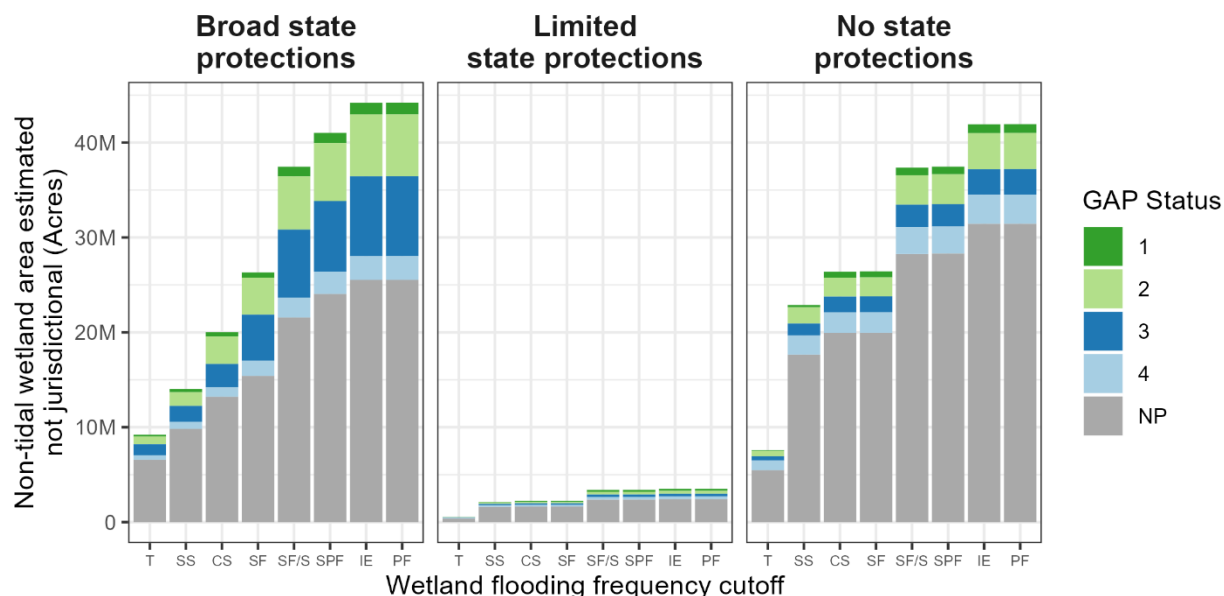 Broad state
protections
Limited
state protections
No state
protections
Non-tidal wetland area estimated
not jurisdictional (Acres)
40M
30M
20M
10M
0
T SS CS SF SF/S SPF IE PF
T SS CS SF SF/S SPF IE PF
T SS CS SF SF/S SPF IE PF
Wetland flooding frequency cutoff
GAP Status
1
2
3
4
NP